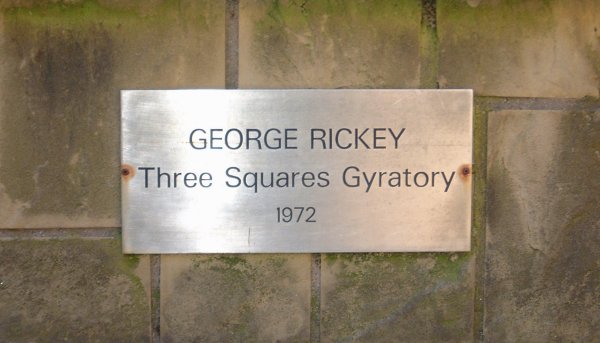 GEORGE RICKEY
Three Squares Gyratory
1972